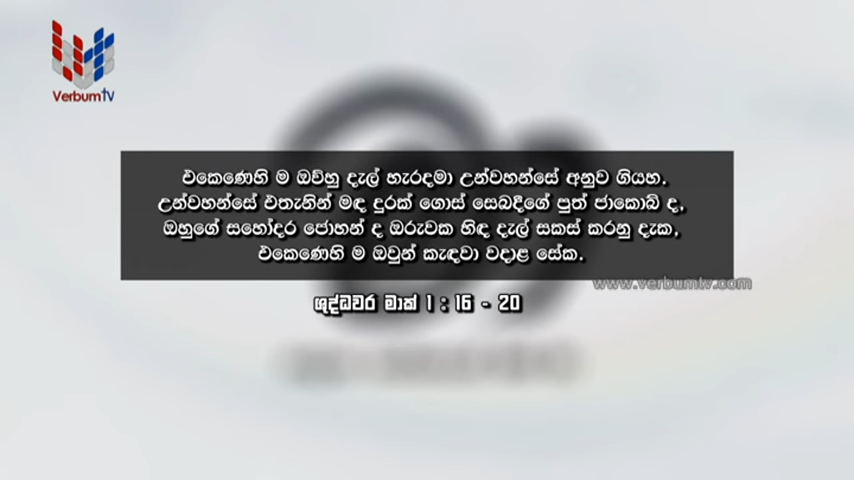 VerbumTV
එකෙණෙහි ම ඔව්හු දැල් හැරදමා උන්වහන්සේ අනුව ගියහ.
උන්වහන්සේ එතැනින් මඳ දුරක් ගොස් සෙබදීගේ පුත් ජාකොබ් ද,
ඔහුගේ සහෝදර ජොහන් ද ඔරුවක හිඳ දැල් සකස් කරනු දැක,
එකෙණෙහි ම ඔවුන් කැඳවා වදාළ සේක.
www.verbumtv.com
ශුද්ධවර මාක් 1 : 16 - 20